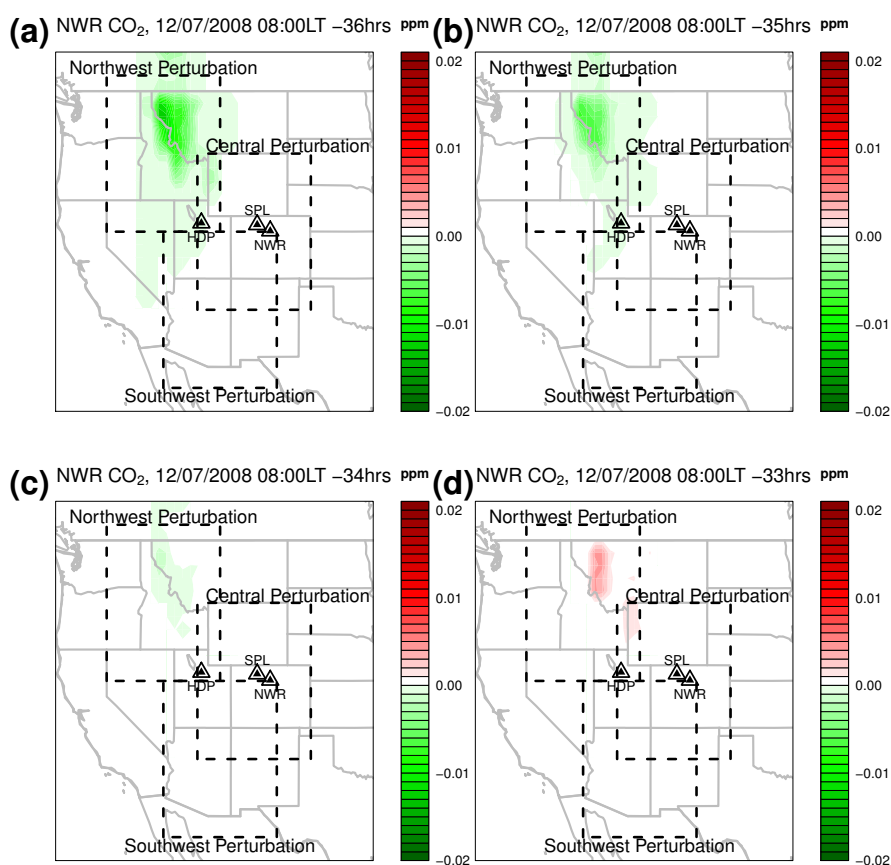 (a) NWR CO₂, 12/07/2008 08:00LT −36hrs ppm
Northwest Perturbation
Central Perturbation
SPL
HDP
NWR
Southwest Perturbation
0.02
0.01
0.00
−0.01
−0.02
(b) NWR CO₂, 12/07/2008 08:00LT −35hrs ppm
Northwest Perturbation
Central Perturbation
SPL
HDP
NWR
Southwest Perturbation
0.02
0.01
0.00
−0.01
−0.02
(c) NWR CO₂, 12/07/2008 08:00LT −34hrs ppm
Northwest Perturbation
Central Perturbation
SPL
HDP
NWR
Southwest Perturbation
0.02
0.01
0.00
−0.01
−0.02
(d) NWR CO₂, 12/07/2008 08:00LT −33hrs ppm
Northwest Perturbation
Central Perturbation
SPL
HDP
NWR
Southwest Perturbation
0.02
0.01
0.00
−0.01
−0.02